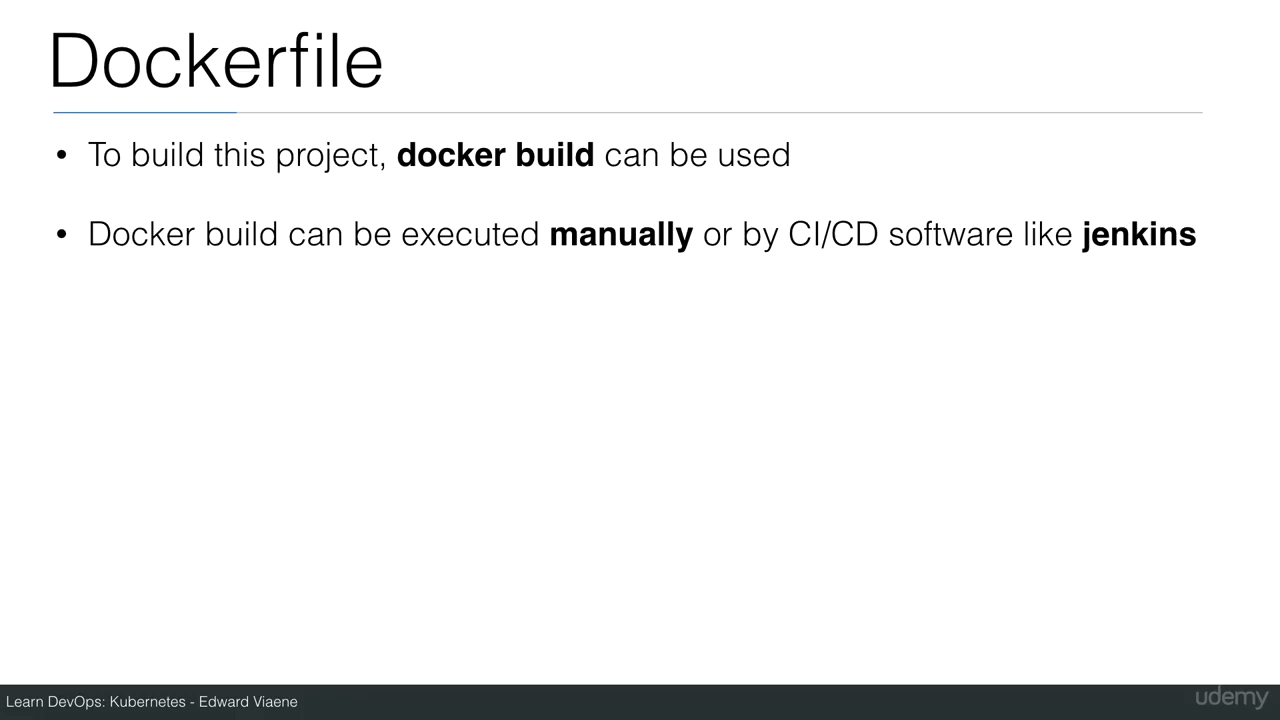 Dockerfile
• To build this project, docker build can be used
• Docker build can be executed manually or by CI/CD software like jenkins
Learn DevOps: Kubernetes - Edward Viaene
udemy